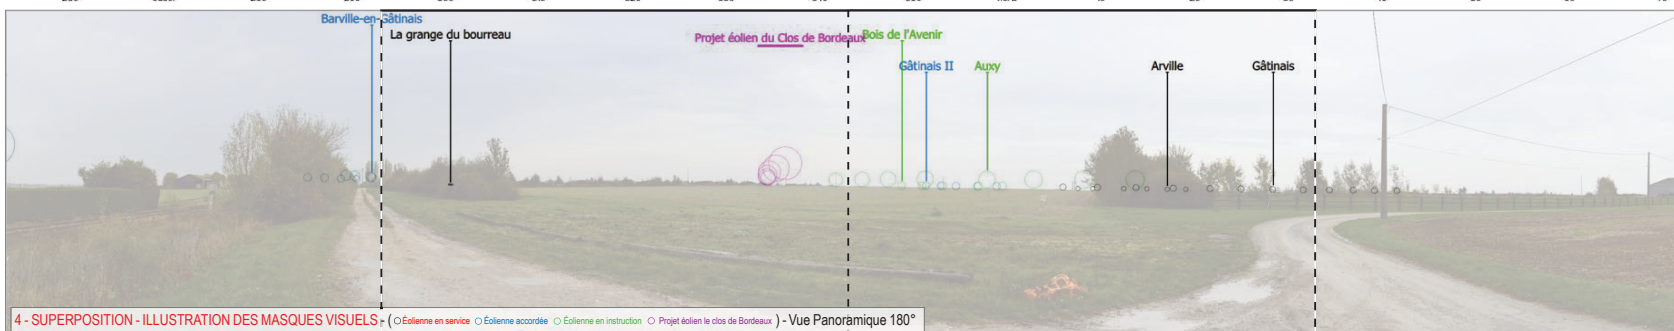 Barville-en-Gâtinais
La grange du bourreau
Projet éolien du Clos de Bordeaux
Bois de l'Avenir
Gâtinais II
Auxy
Arville
Gâtinais
4 - SUPERPOSITION - ILLUSTRATION DES MASQUES VISUELS - ( Éolienne en service Éolienne accordée Éolienne en instruction Projet éolien le clos de Bordeaux ) - Vue Panoramique 180°